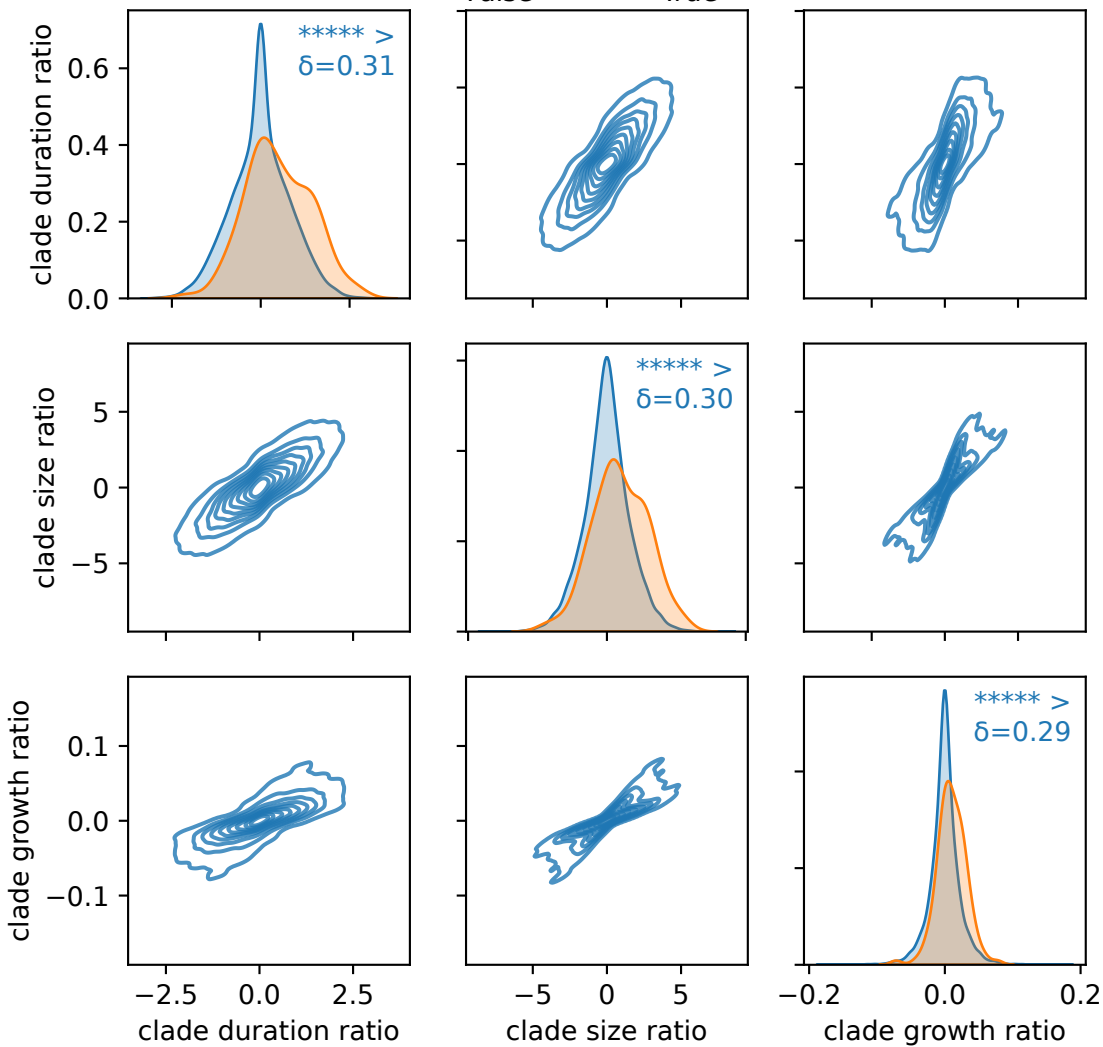 ***** >
δ=0.31
clade duration ratio
0.6
0.4
0.2
0.0
clade size ratio
5
0
−5
***** >
δ=0.30
clade growth ratio
0.1
0.0
−0.1
***** >
δ=0.29
−2.5 0.0 2.5
−5 0 5
−0.2 0.0 0.2
clade duration ratio
clade size ratio
clade growth ratio